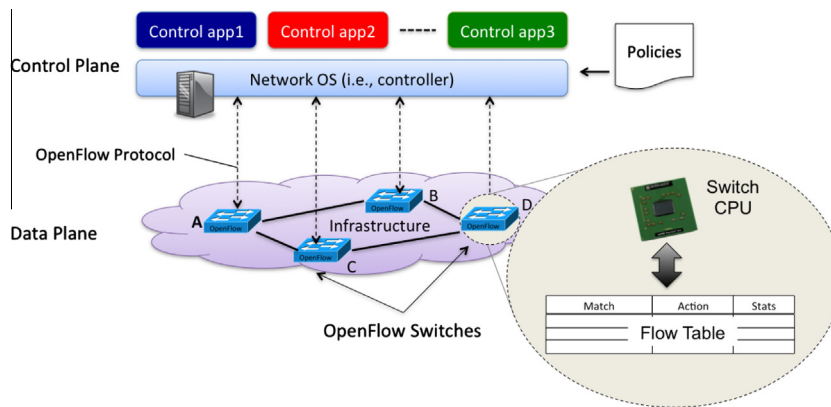 Control app1
Control app2
Control app3
Policies
Control Plane
Network OS (i.e., controller)
OpenFlow Protocol
A
OpenFlow
B
OpenFlow
D
OpenFlow
Infrastructure
C
OpenFlow
Data Plane
OpenFlow Switches
Switch
CPU
Match Action Stats
Flow Table